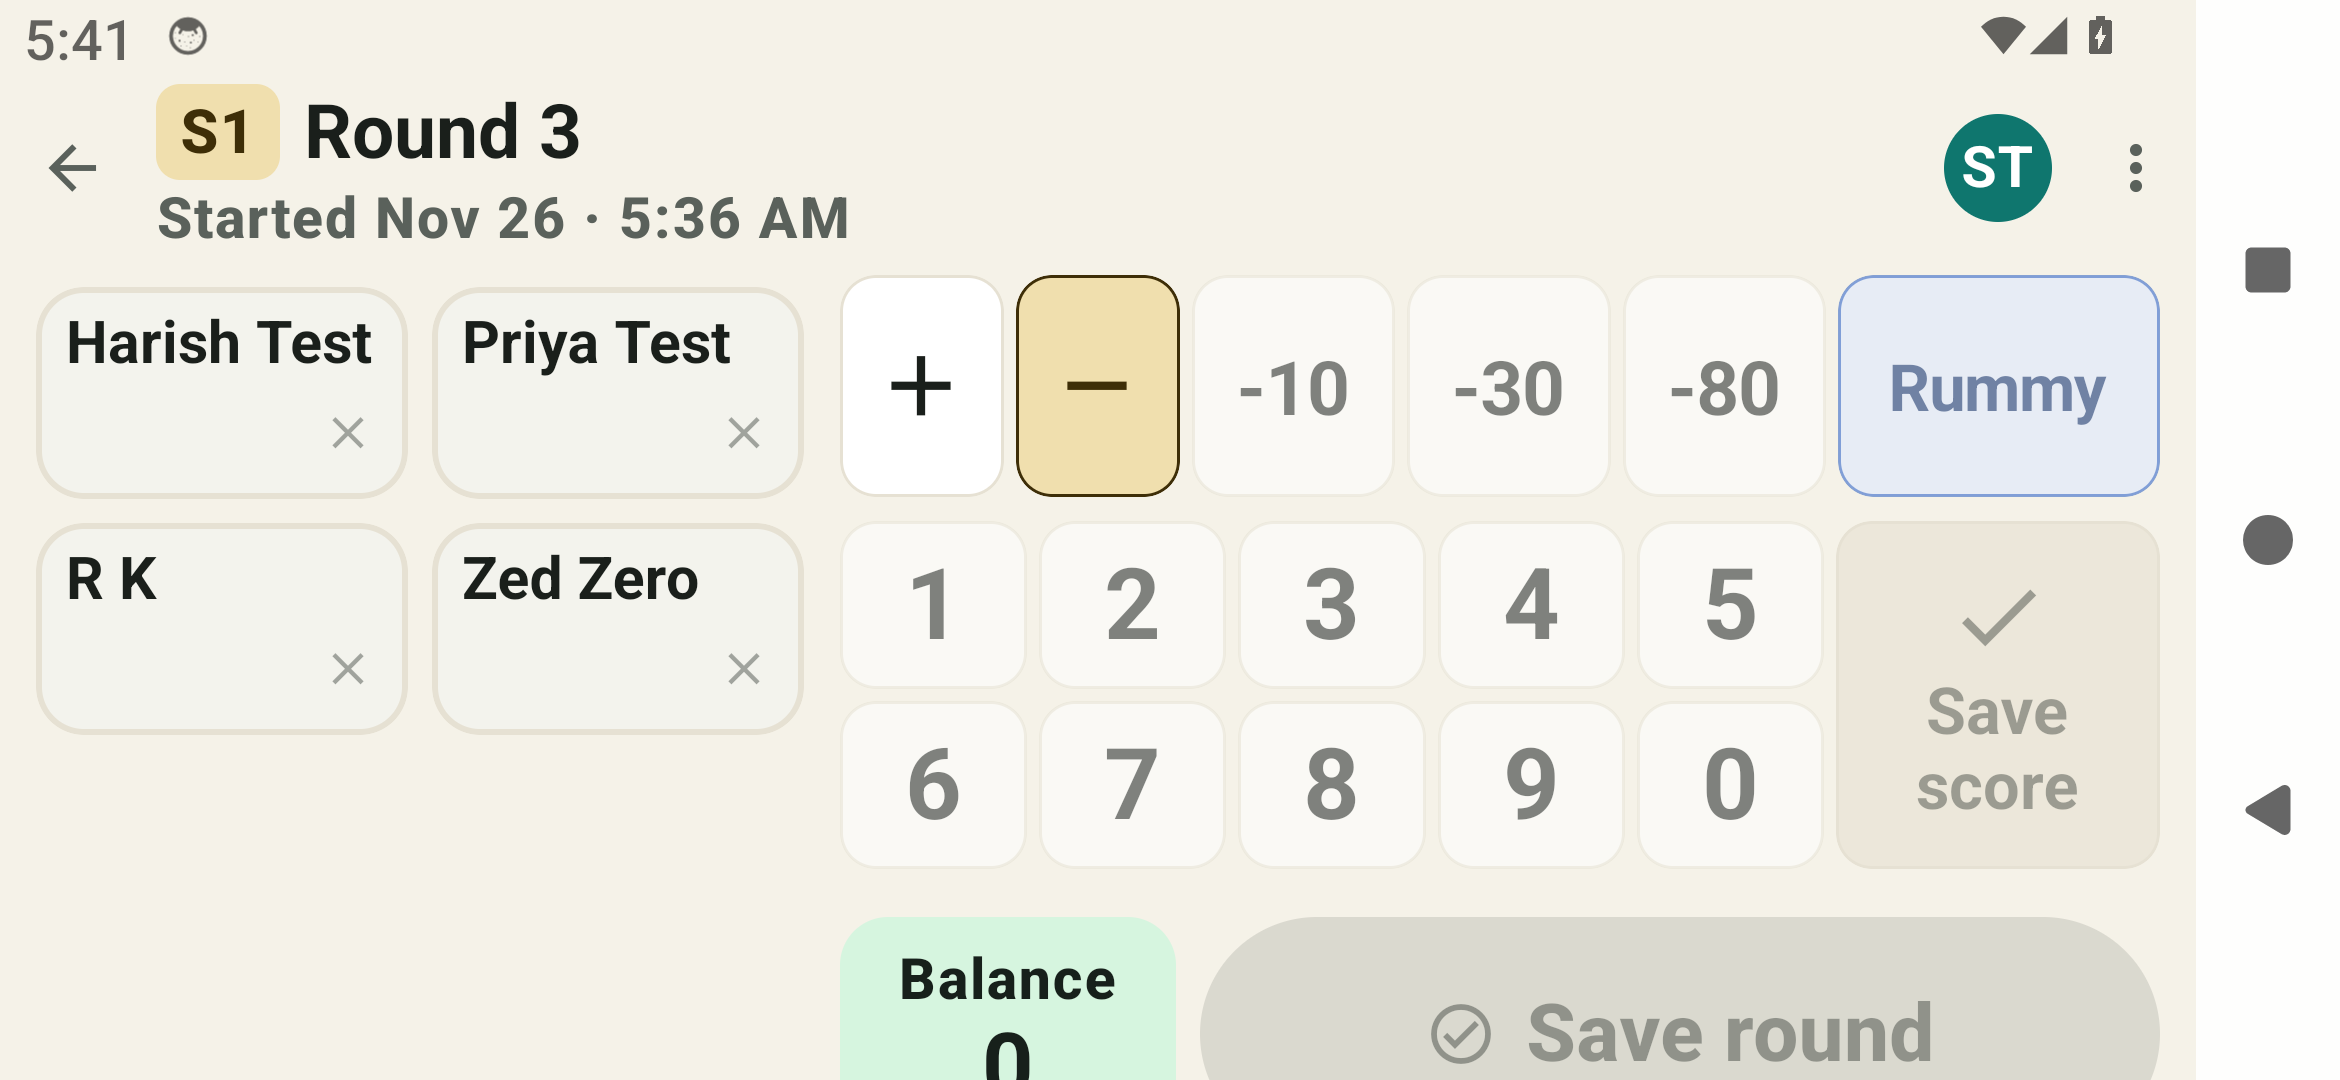 5:41
S1 Round 3
Started Nov 26 · 5:36 AM
ST
Harish Test
Priya Test
R K
Zed Zero
+ − -10 -30 -80 Rummy
1 2 3 4 5
6 7 8 9 0
Save
score
Balance
0
Save round